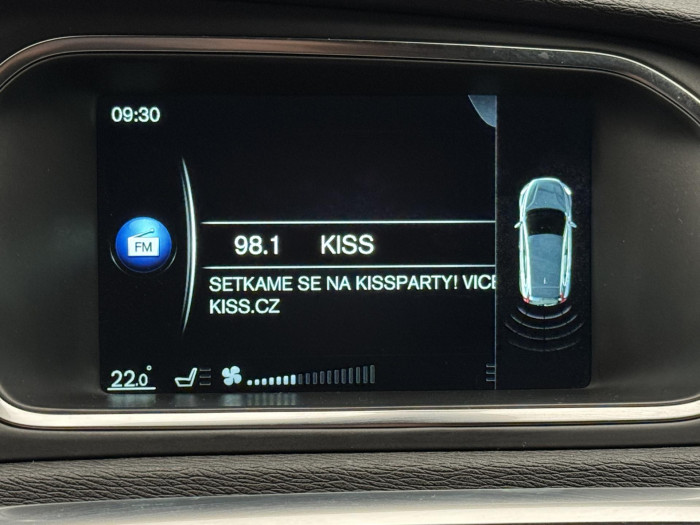 09:30
FM
98.1 KISS
SETKAME SE NA KISSPARTY! VICE
KISS.CZ
22.0°